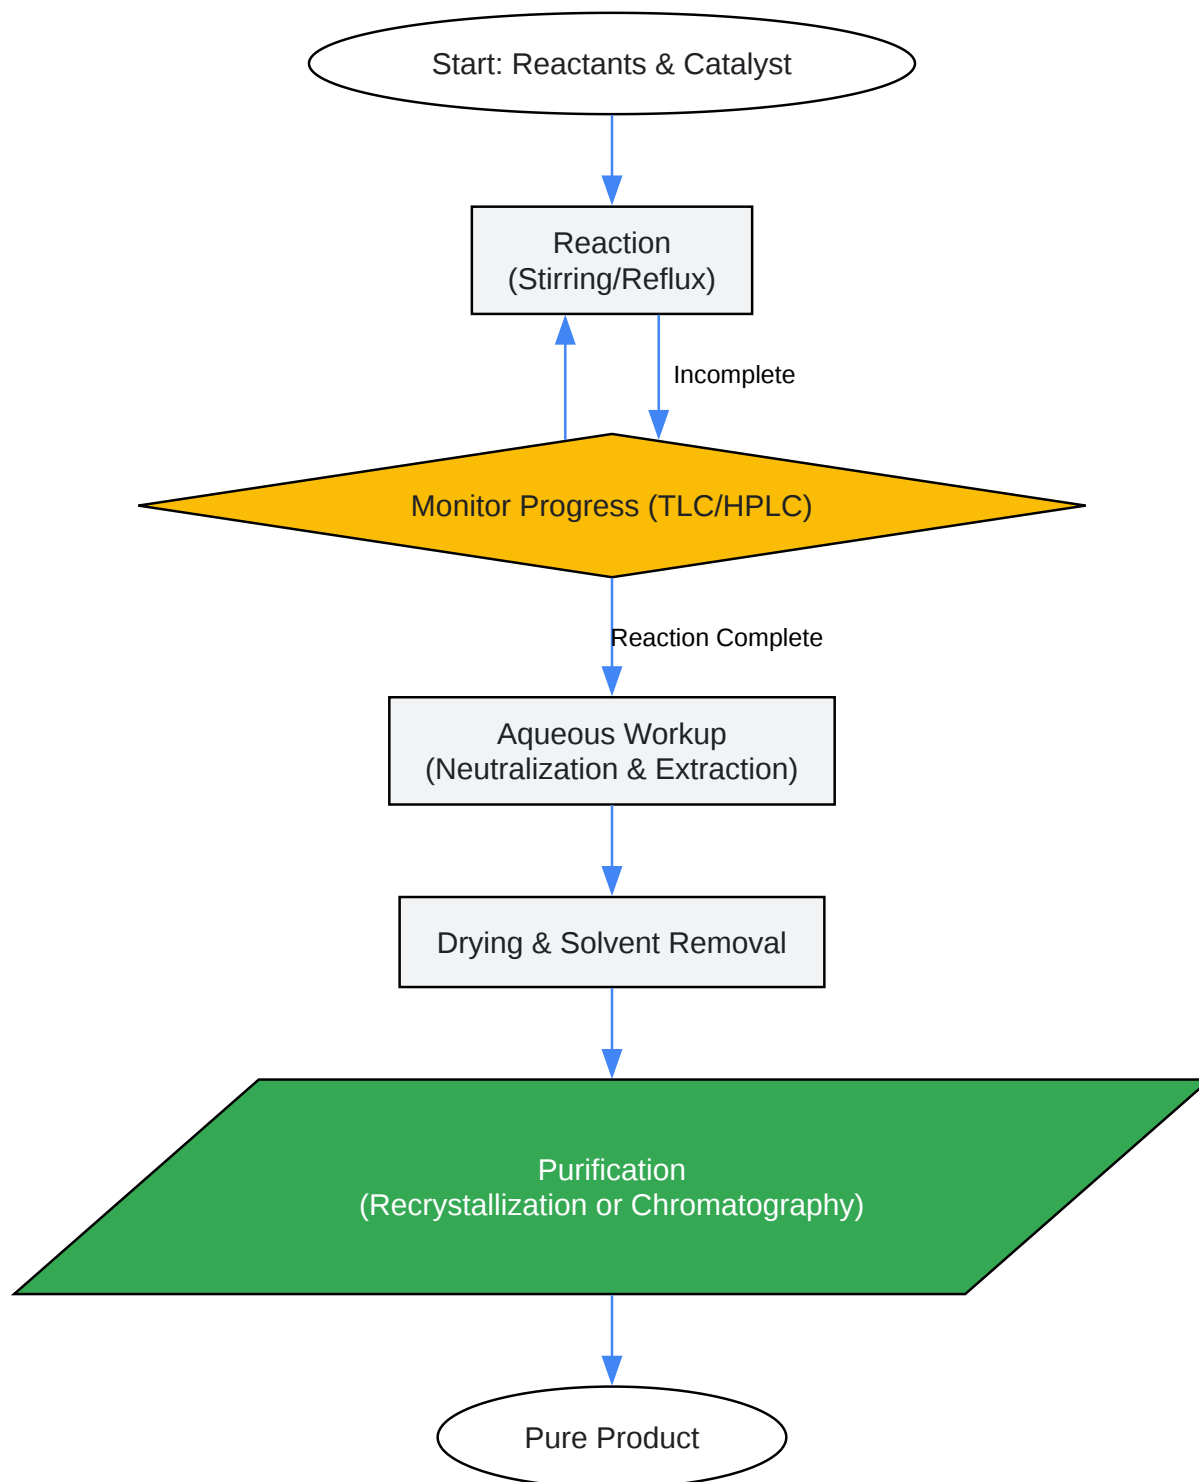 Start: Reactants & Catalyst
Reaction
(Stirring/Reflux)
Incomplete
Monitor Progress (TLC/HPLC)
Reaction Complete
Aqueous Workup
(Neutralization & Extraction)
Drying & Solvent Removal
Purification
(Recrystallization or Chromatography)
Pure Product